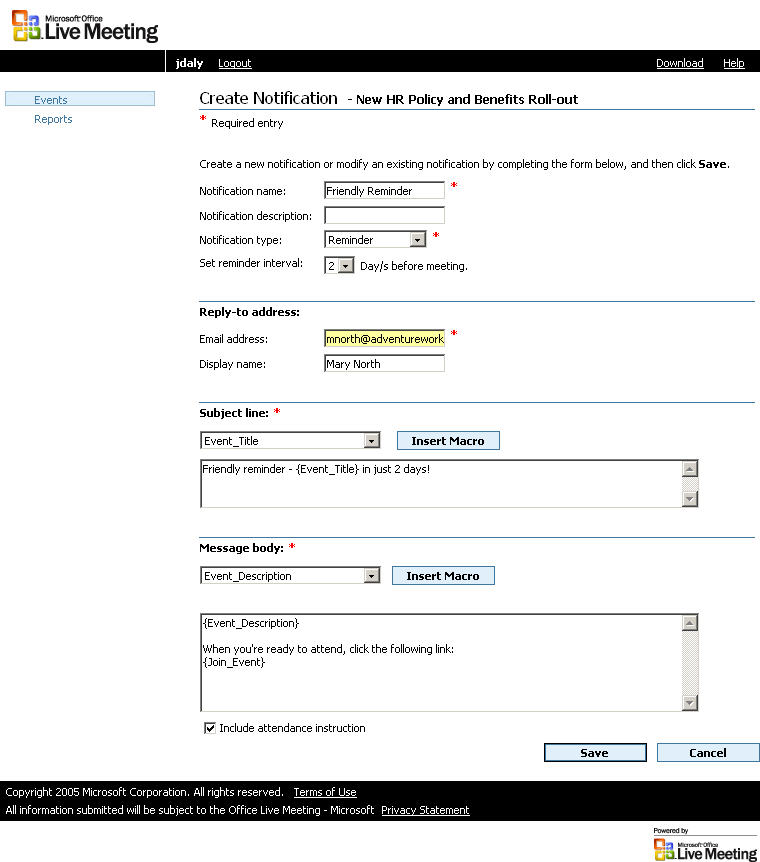 Microsoft Office
Live Meeting
jdaly Logout Download Help
Events
Reports
Create Notification - New HR Policy and Benefits Roll-out
* Required entry
Create a new notification or modify an existing notification by completing the form below, and then click Save.
Notification name: Friendly Reminder *
Notification description:
Notification type: Reminder *
Set reminder interval: 2 Day/s before meeting.
Reply-to address:
Email address: mnorth@adventurework *
Display name: Mary North
Subject line: *
Event_Title Insert Macro
Friendly reminder - {Event_Title} in just 2 days!
Message body: *
Event_Description Insert Macro
{Event_Description}
When you're ready to attend, click the following link:
{Join_Event}
Include attendance instruction
Save Cancel
Copyright 2005 Microsoft Corporation. All rights reserved. Terms of Use
All information submitted will be subject to the Office Live Meeting - Microsoft Privacy Statement
Powered by
Microsoft Office
Live Meeting